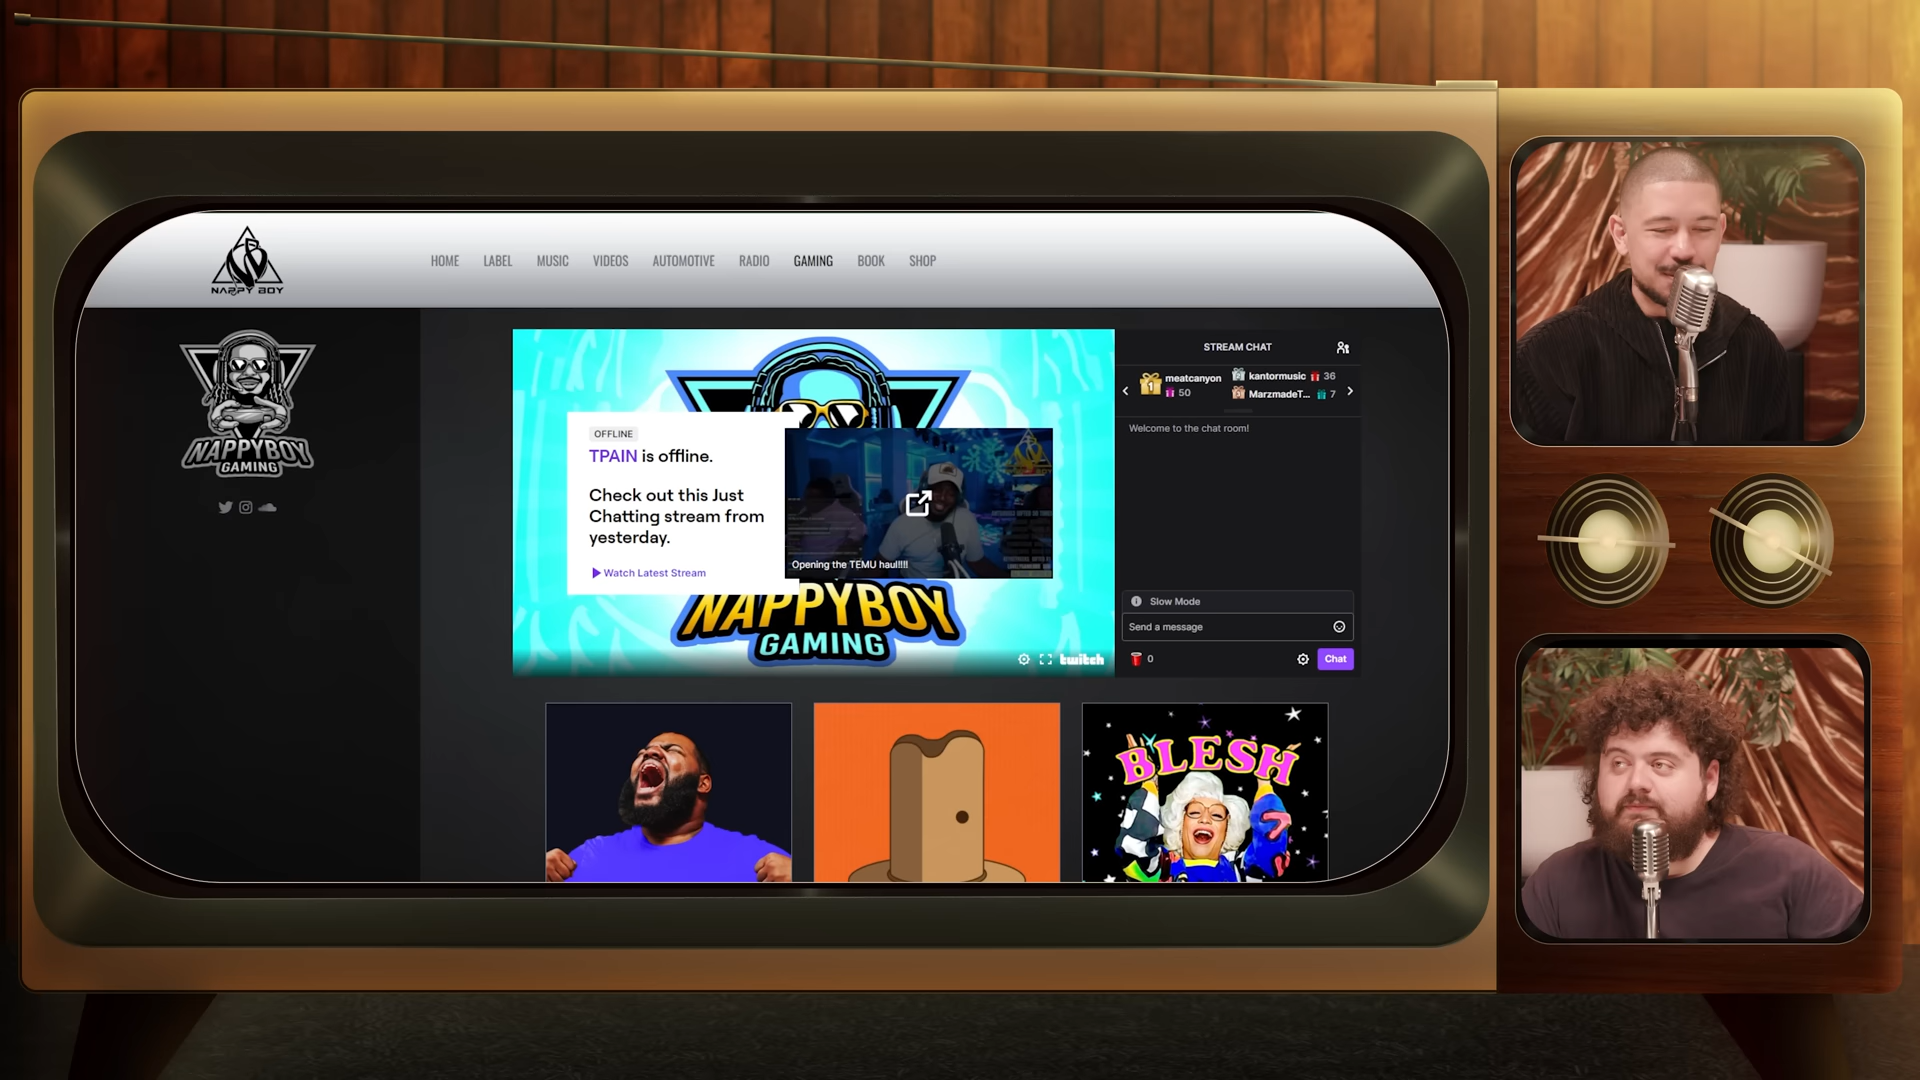 NAPPY BOY
HOME
LABEL
MUSIC
VIDEOS
AUTOMOTIVE
RADIO
GAMING
BOOK
SHOP
NAPPYBOY
GAMING
OFFLINE
TPAIN is offline.
Check out this Just
Chatting stream from
yesterday.
Watch Latest Stream
Opening the TEMU haul!!!!
NAPPYBOY
GAMING
twitch
STREAM CHAT
1
meatcanyon
50
kantormusic
36
MarzmadeT...
7
Welcome to the chat room!
Slow Mode
Send a message
0
Chat
BLESH